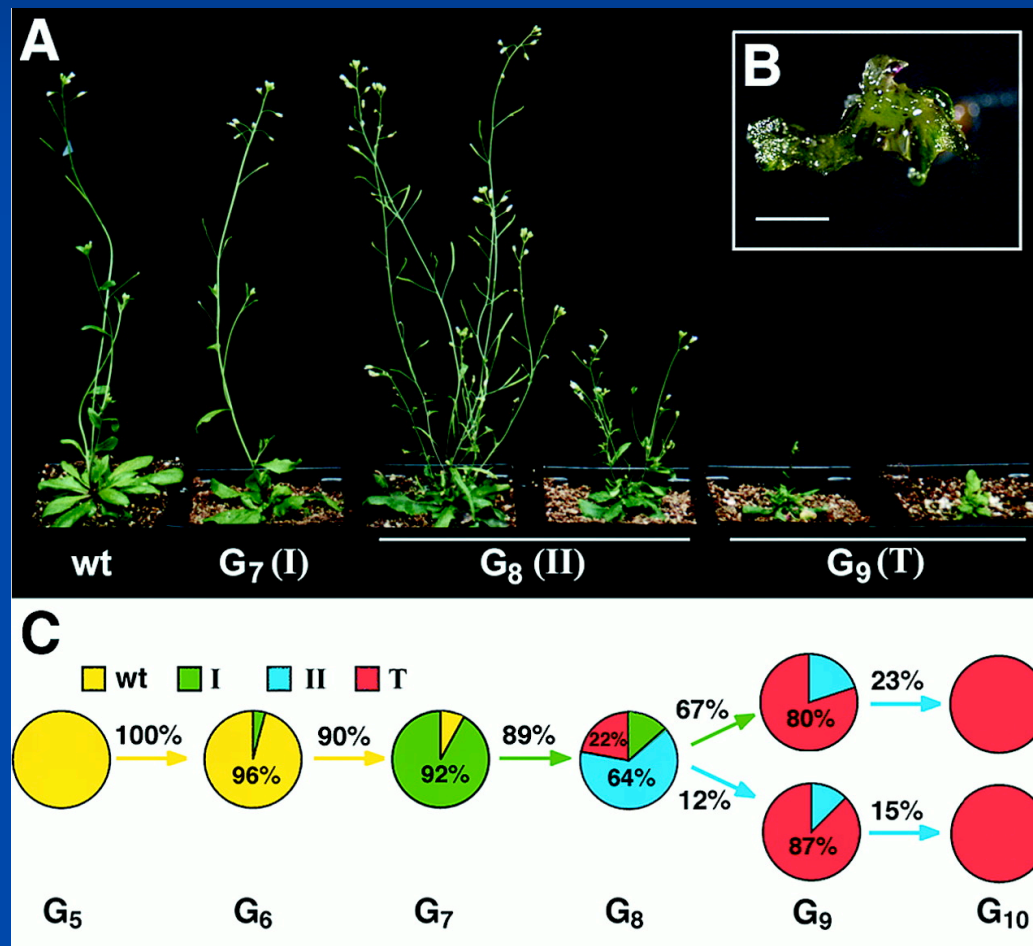 A
B
wt
G7 (I)
G8 (II)
G9 (T)
C
wt
I
II
T
100%
96%
90%
92%
89%
22%
64%
67%
12%
80%
87%
23%
15%
G5
G6
G7
G8
G9
G10